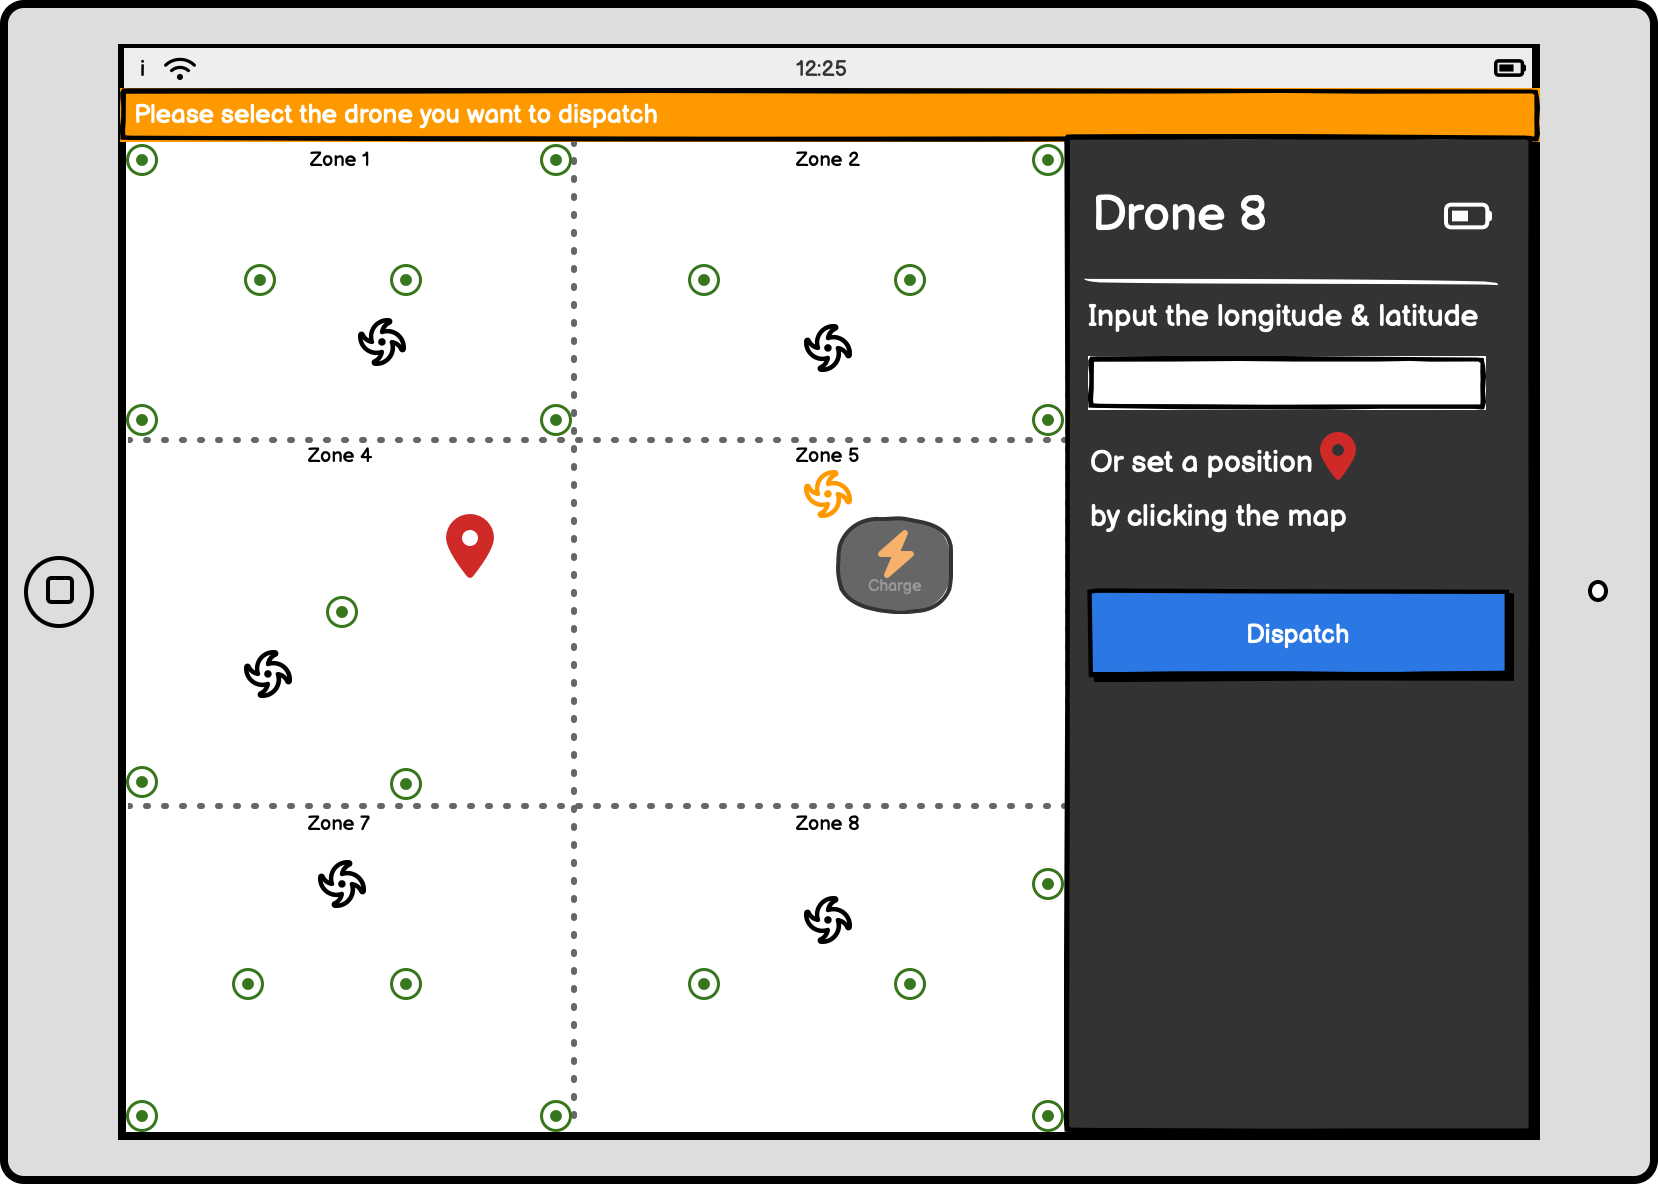 i
12:25
Please select the drone you want to dispatch
Zone 1
Zone 2
Zone 4
Zone 5
Charge
Zone 7
Zone 8
Drone 8
Input the longitude & latitude
Or set a position
by clicking the map
Dispatch